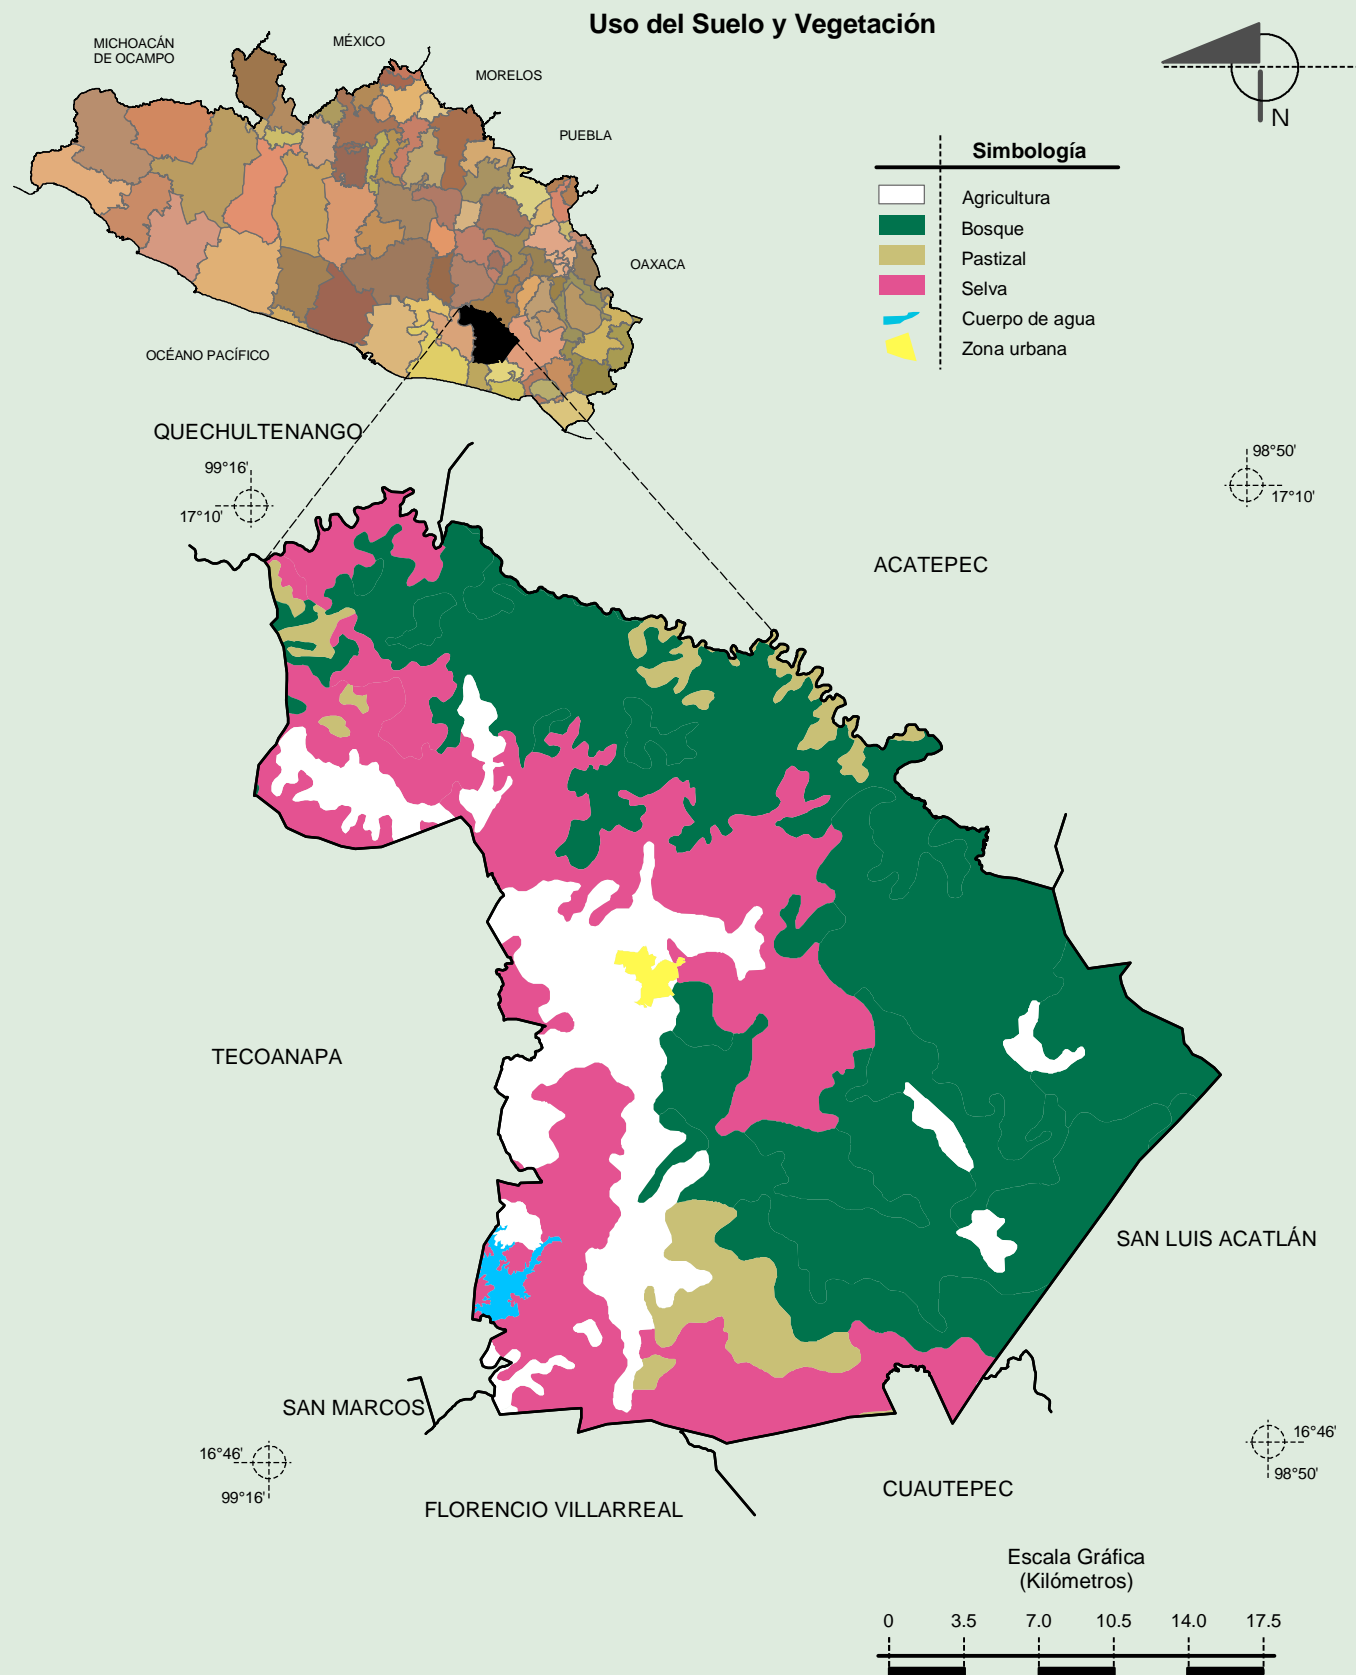 Uso del Suelo y Vegetación
MICHOACÁN
DE OCAMPO
MÉXICO
MORELOS
PUEBLA
OAXACA
OCÉANO PACÍFICO
N
Simbología
Agricultura
Bosque
Pastizal
Selva
Cuerpo de agua
Zona urbana
QUECHULTENANGO
99°16'
17°10'
98°50'
17°10'
ACATEPEC
TECOANAPA
SAN LUIS ACATLÁN
SAN MARCOS
16°46'
99°16'
16°46'
98°50'
CUAUTEPEC
FLORENCIO VILLARREAL
Escala Gráfica
(Kilómetros)
0 3.5 7.0 10.5 14.0 17.5